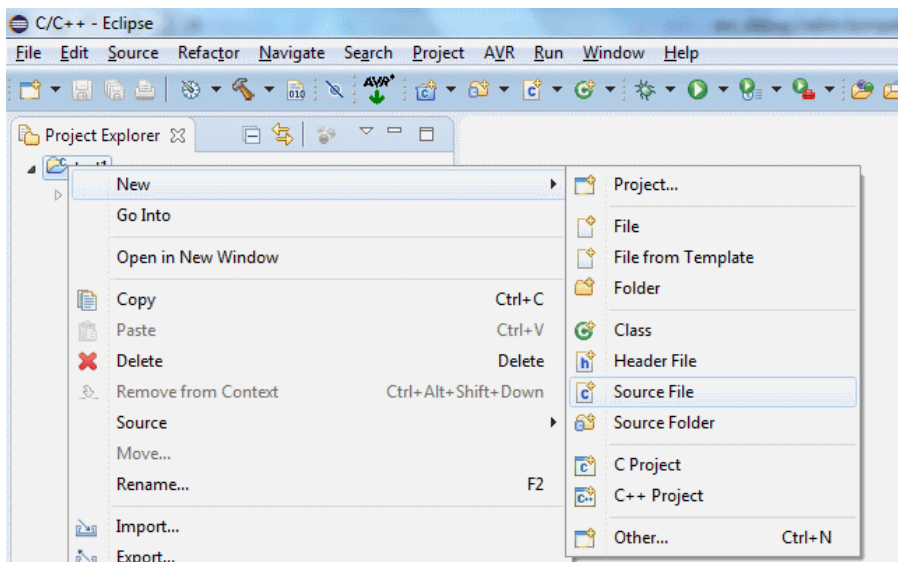 C/C++ - Eclipse
File Edit Source Refactor Navigate Search Project AVR Run Window Help
010 AVR
Project Explorer
New
Go Into
Open in New Window
Copy Ctrl+C
Paste Ctrl+V
Delete Delete
Remove from Context Ctrl+Alt+Shift+Down
Source
Move...
Rename... F2
Import...
Export...
Project...
File
File from Template
Folder
Class
Header File
Source File
Source Folder
C Project
C++ Project
Other... Ctrl+N